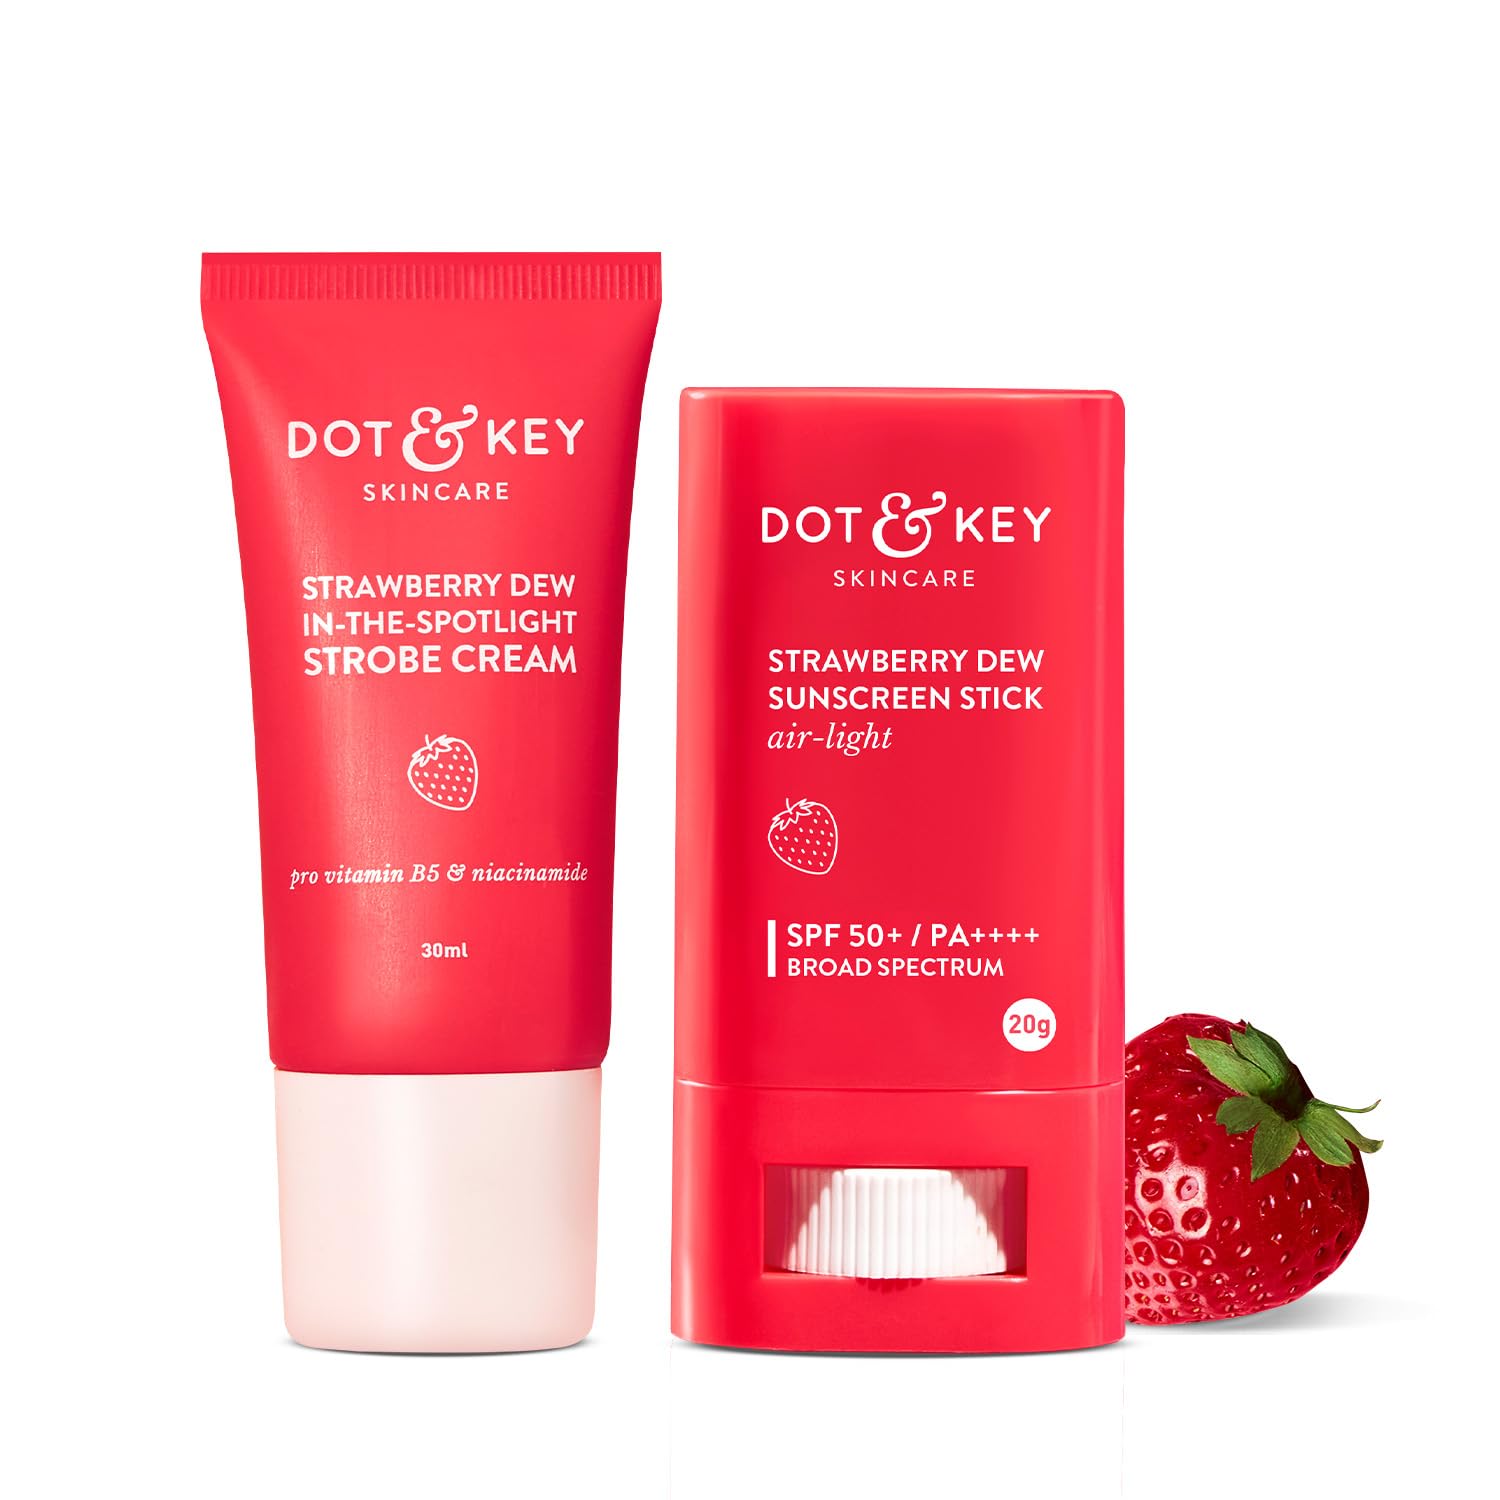 DOT & KEY
SKINCARE
STRAWBERRY DEW
IN-THE-SPOTLIGHT
STROBE CREAM
pro vitamin B5 & niacinamide
30ml
DOT & KEY
SKINCARE
STRAWBERRY DEW
SUNSCREEN STICK
air-light
SPF 50+ / PA++++
BROAD SPECTRUM
20g